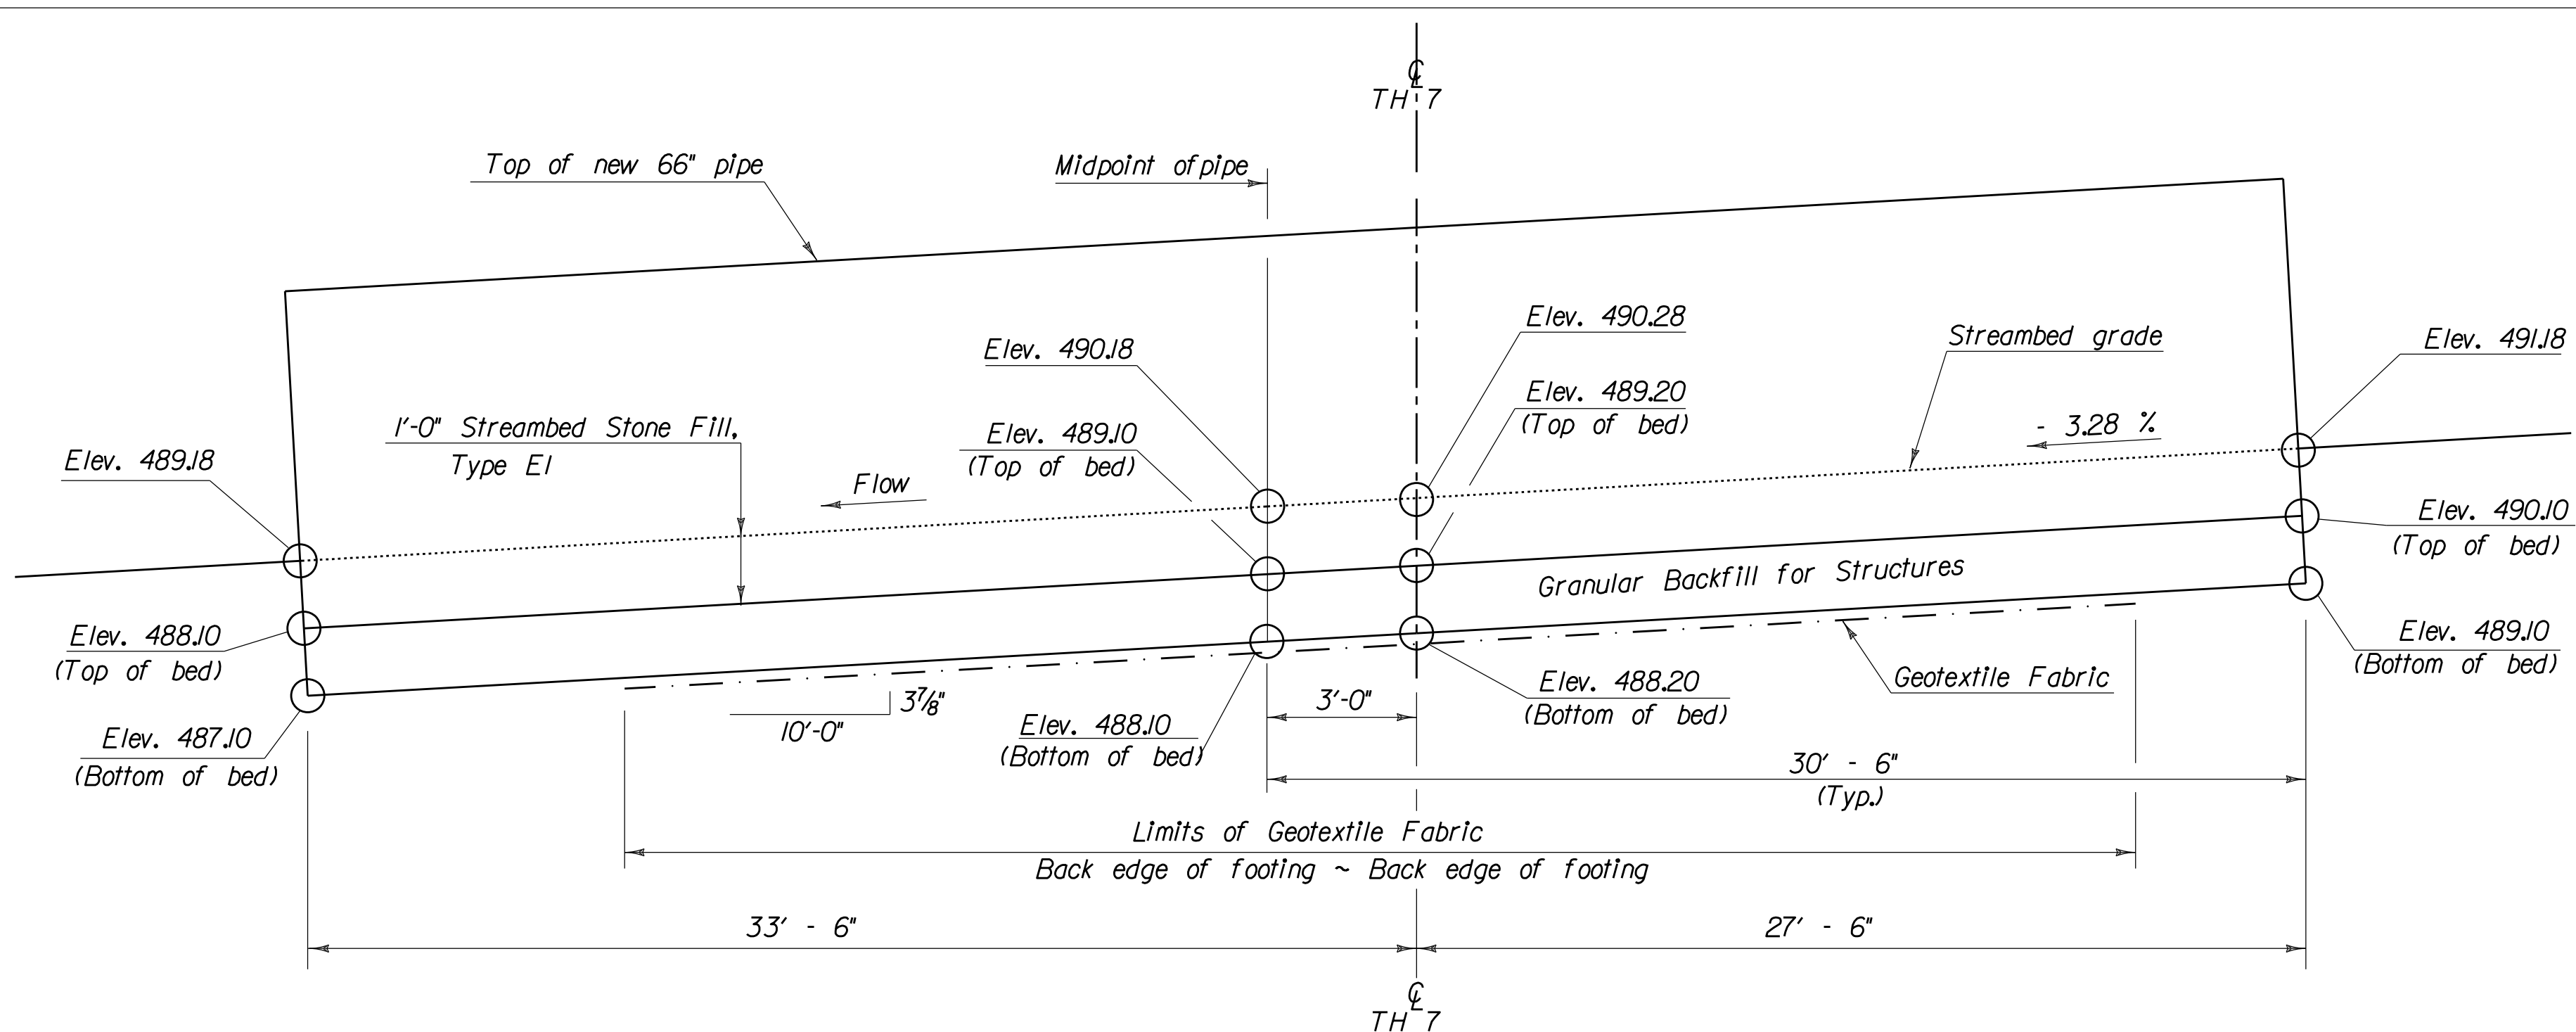 ℄
TH 7
Top of new 66" pipe
Midpoint of pipe
Elev. 490.28
Elev. 490.18
Streambed grade
Elev. 491.18
Elev. 489.20
(Top of bed)
1'-0" Streambed Stone Fill,
Type E1
Elev. 489.10
(Top of bed)
- 3.28 %
Elev. 489.18
Flow
Elev. 490.10
(Top of bed)
Granular Backfill for Structures
Elev. 488.10
(Top of bed)
Elev. 489.10
(Bottom of bed)
Geotextile Fabric
Elev. 488.20
(Bottom of bed)
3'-0"
3⅞"
10'-0"
Elev. 488.10
(Bottom of bed)
Elev. 487.10
(Bottom of bed)
30' - 6"
(Typ.)
Limits of Geotextile Fabric
Back edge of footing ~ Back edge of footing
33' - 6"
27' - 6"
℄
TH 7